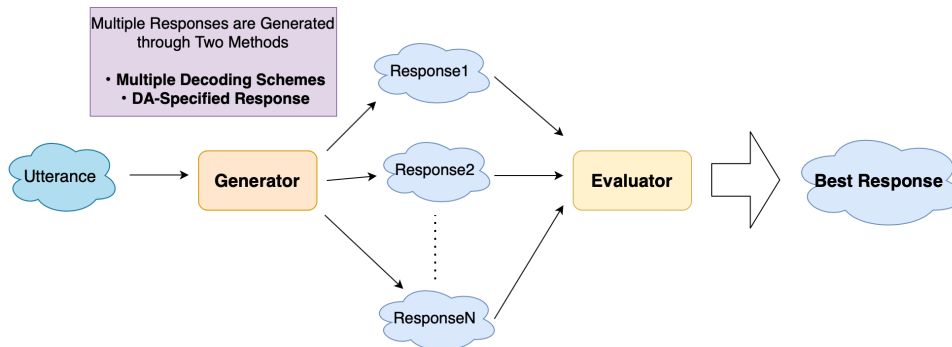 Multiple Responses are Generated
through Two Methods
• Multiple Decoding Schemes
• DA-Specified Response
Utterance
Generator
Response1
Response2
ResponseN
Evaluator
Best Response